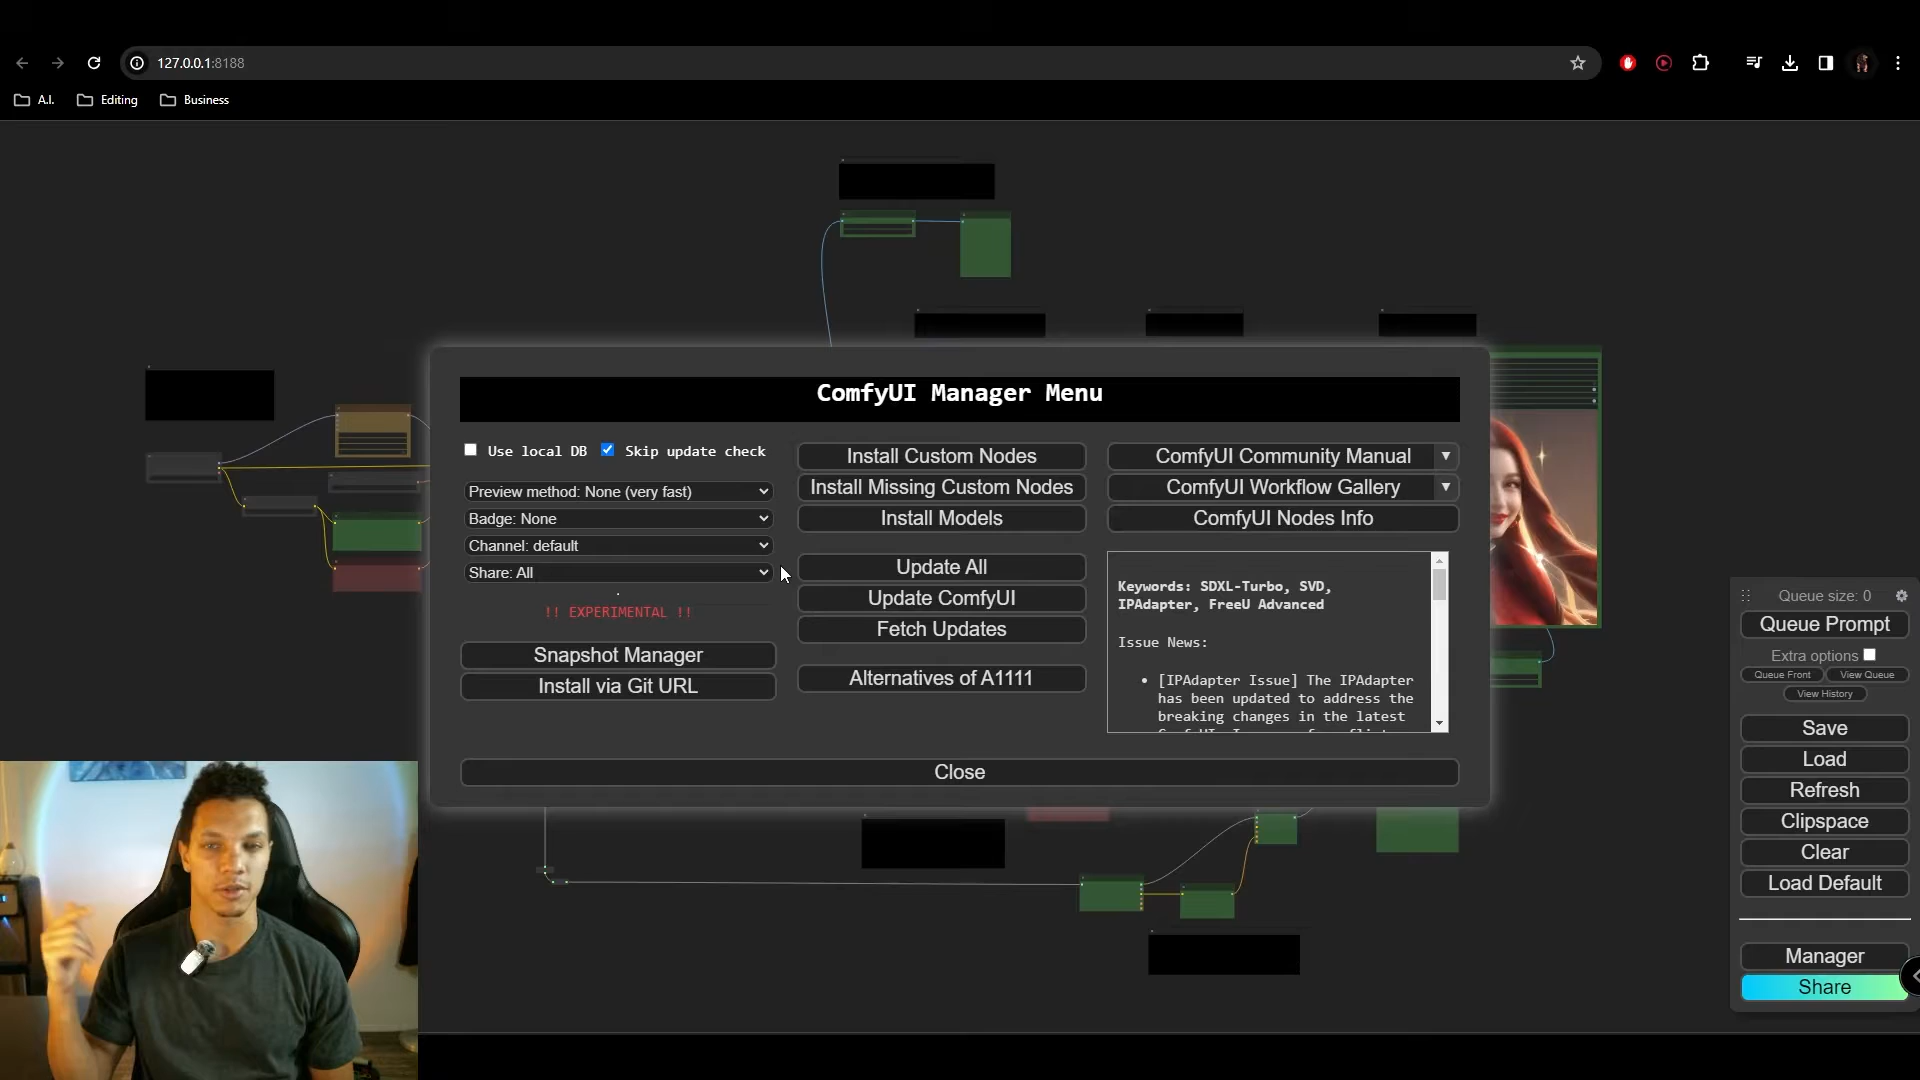 127.0.0.1:8188
A.I.
Editing
Business
ComfyUI Manager Menu
Use local DB
Skip update check
Preview method: None (very fast)
Badge: None
Channel: default
Share: All
!! EXPERIMENTAL !!
Snapshot Manager
Install via Git URL
Install Custom Nodes
Install Missing Custom Nodes
Install Models
Update All
Update ComfyUI
Fetch Updates
Alternatives of A1111
ComfyUI Community Manual
ComfyUI Workflow Gallery
ComfyUI Nodes Info
Keywords: SDXL-Turbo, SVD,
IPAdapter, FreeU Advanced
Issue News:
• [IPAdapter Issue] The IPAdapter
has been updated to address the
breaking changes in the latest
Close
Queue size: 0
Queue Prompt
Extra options
Queue Front
View Queue
View History
Save
Load
Refresh
Clipspace
Clear
Load Default
Manager
Share